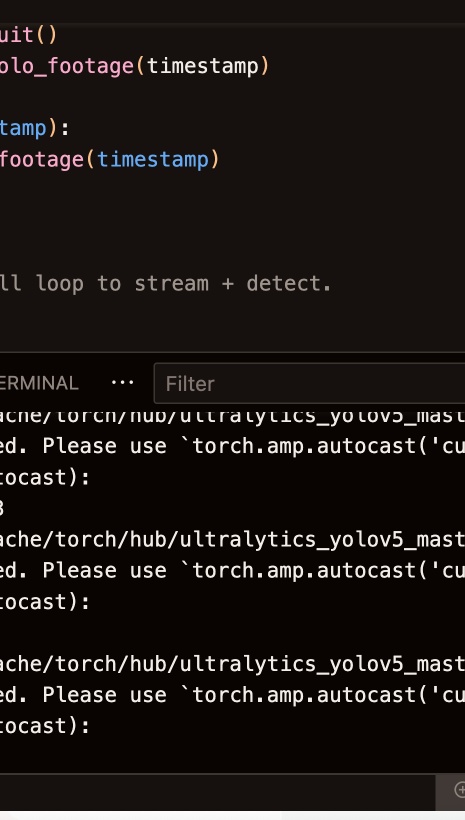 uit()
olo_footage(timestamp)
tamp):
footage(timestamp)
ll loop to stream + detect.
ERMINAL ··· Filter
ache/torch/hub/ultralytics_yolov5_mast
ed. Please use `torch.amp.autocast('cu
tocast):
3
ache/torch/hub/ultralytics_yolov5_mast
ed. Please use `torch.amp.autocast('cu
tocast):
ache/torch/hub/ultralytics_yolov5_mast
ed. Please use `torch.amp.autocast('cu
tocast):